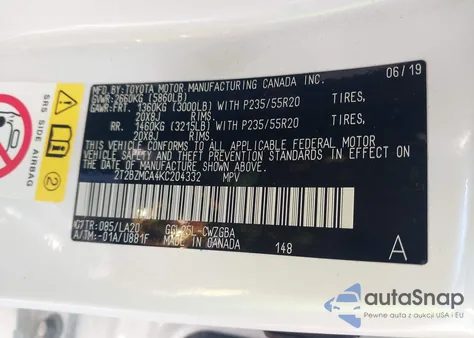 MFD. BY: TOYOTA MOTOR MANUFACTURING CANADA INC. 06/19
GVWR: 2660KG (5860LB)
GAWR: FRT. 1360KG (3000LB) WITH P235/55R20 TIRES,
20X8J RIMS.
RR. 1460KG (3215LB) WITH P235/55R20 TIRES,
20X8J RIMS.
THIS VEHICLE CONFORMS TO ALL APPLICABLE FEDERAL MOTOR
VEHICLE SAFETY STANDARDS IN EFFECT ON THE DATE OF
MANUFACTURE SHOWN ABOVE.
2T2BZMCA4KC204332 MPV
C/TR: 085/LA20 GGL25L-CWZGBA
A/TM: -01A/U881F MADE IN CANADA 148 A
SRS SIDE AIRBAG
2
autoSnap
Pewne auta z aukcji USA i EU